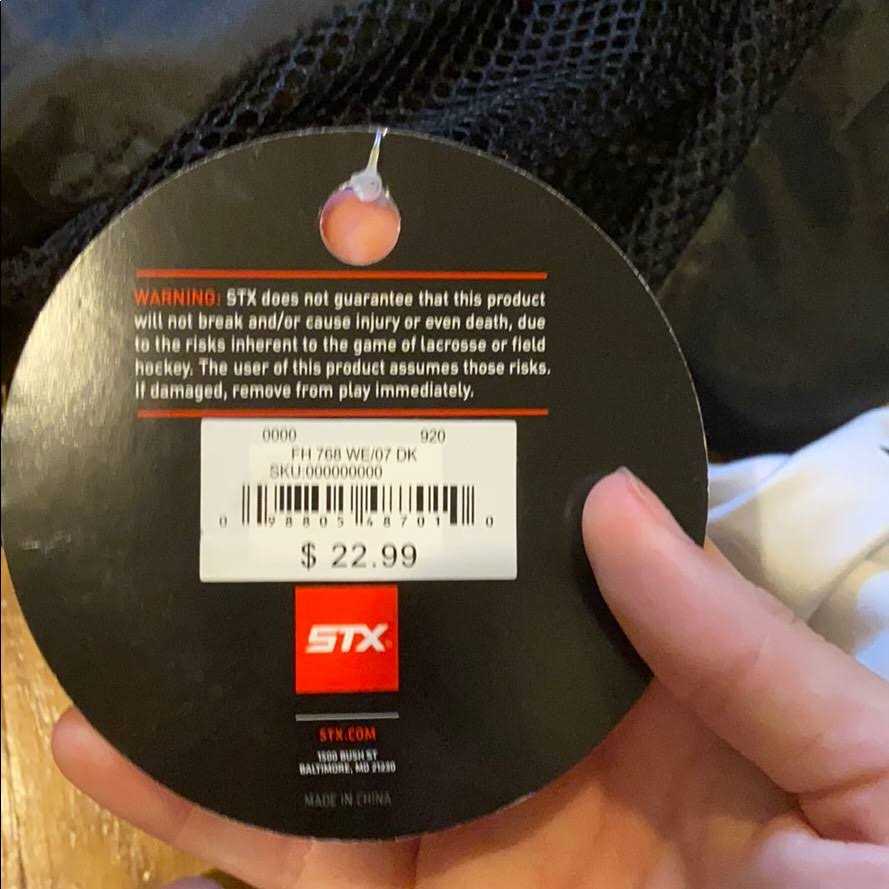 WARNING: STX does not guarantee that this product
will not break and/or cause injury or even death, due
to the risks inherent to the game of lacrosse or field
hockey. The user of this product assumes those risks.
If damaged, remove from play immediately.
0000 920
FH 768 WE/07 DK
SKU:000000000
0 98805 48701 0
$ 22.99
STX
STX.COM
1500 BUSH ST
BALTIMORE, MD 21230
MADE IN CHINA